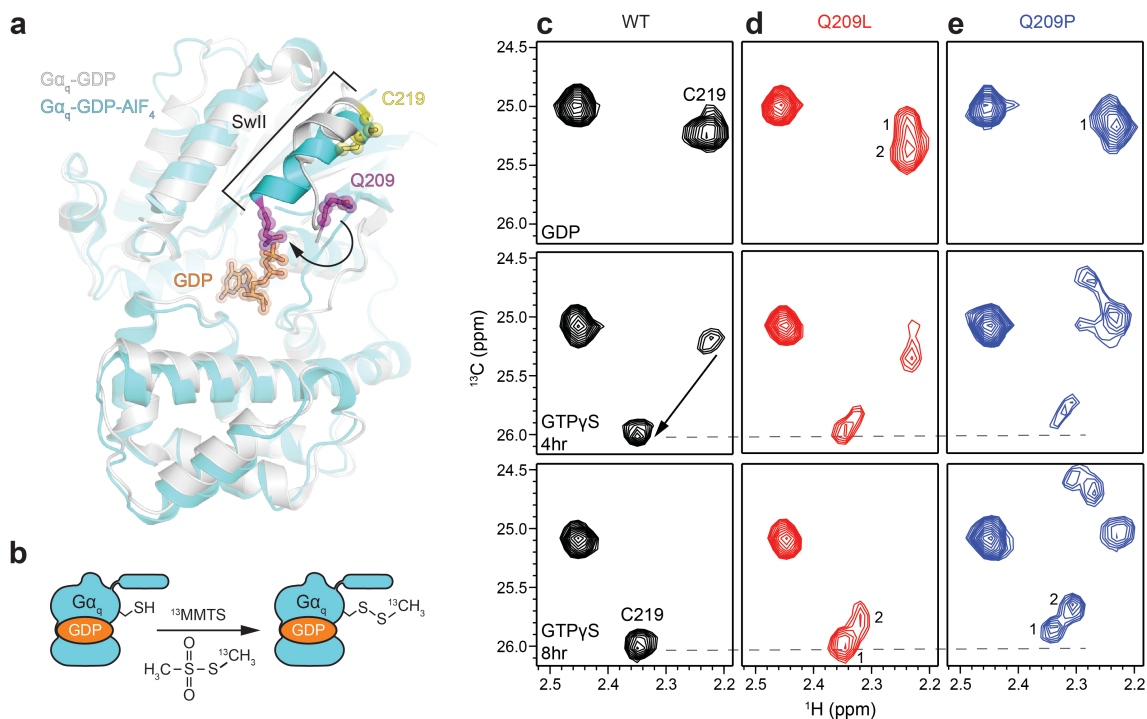 a
Gαq-GDP
Gαq-GDP-AlF4
SwII
C219
Q209
GDP
b
Gαq
GDP
SH
¹³MMTS
O
H₃C S S ¹³CH₃
O
Gαq
GDP
S S ¹³CH₃
c WT
d Q209L
e Q209P
24.5
25.0
25.5
26.0
C219
GDP
1
2
1
24.5
25.0
25.5
26.0
¹³C (ppm)
GTPγS
4hr
24.5
25.0
25.5
26.0
C219
GTPγS
8hr
2
1
2
1
2.5 2.4 2.3 2.2
2.5 2.4 2.3 2.2
2.5 2.4 2.3 2.2
¹H (ppm)